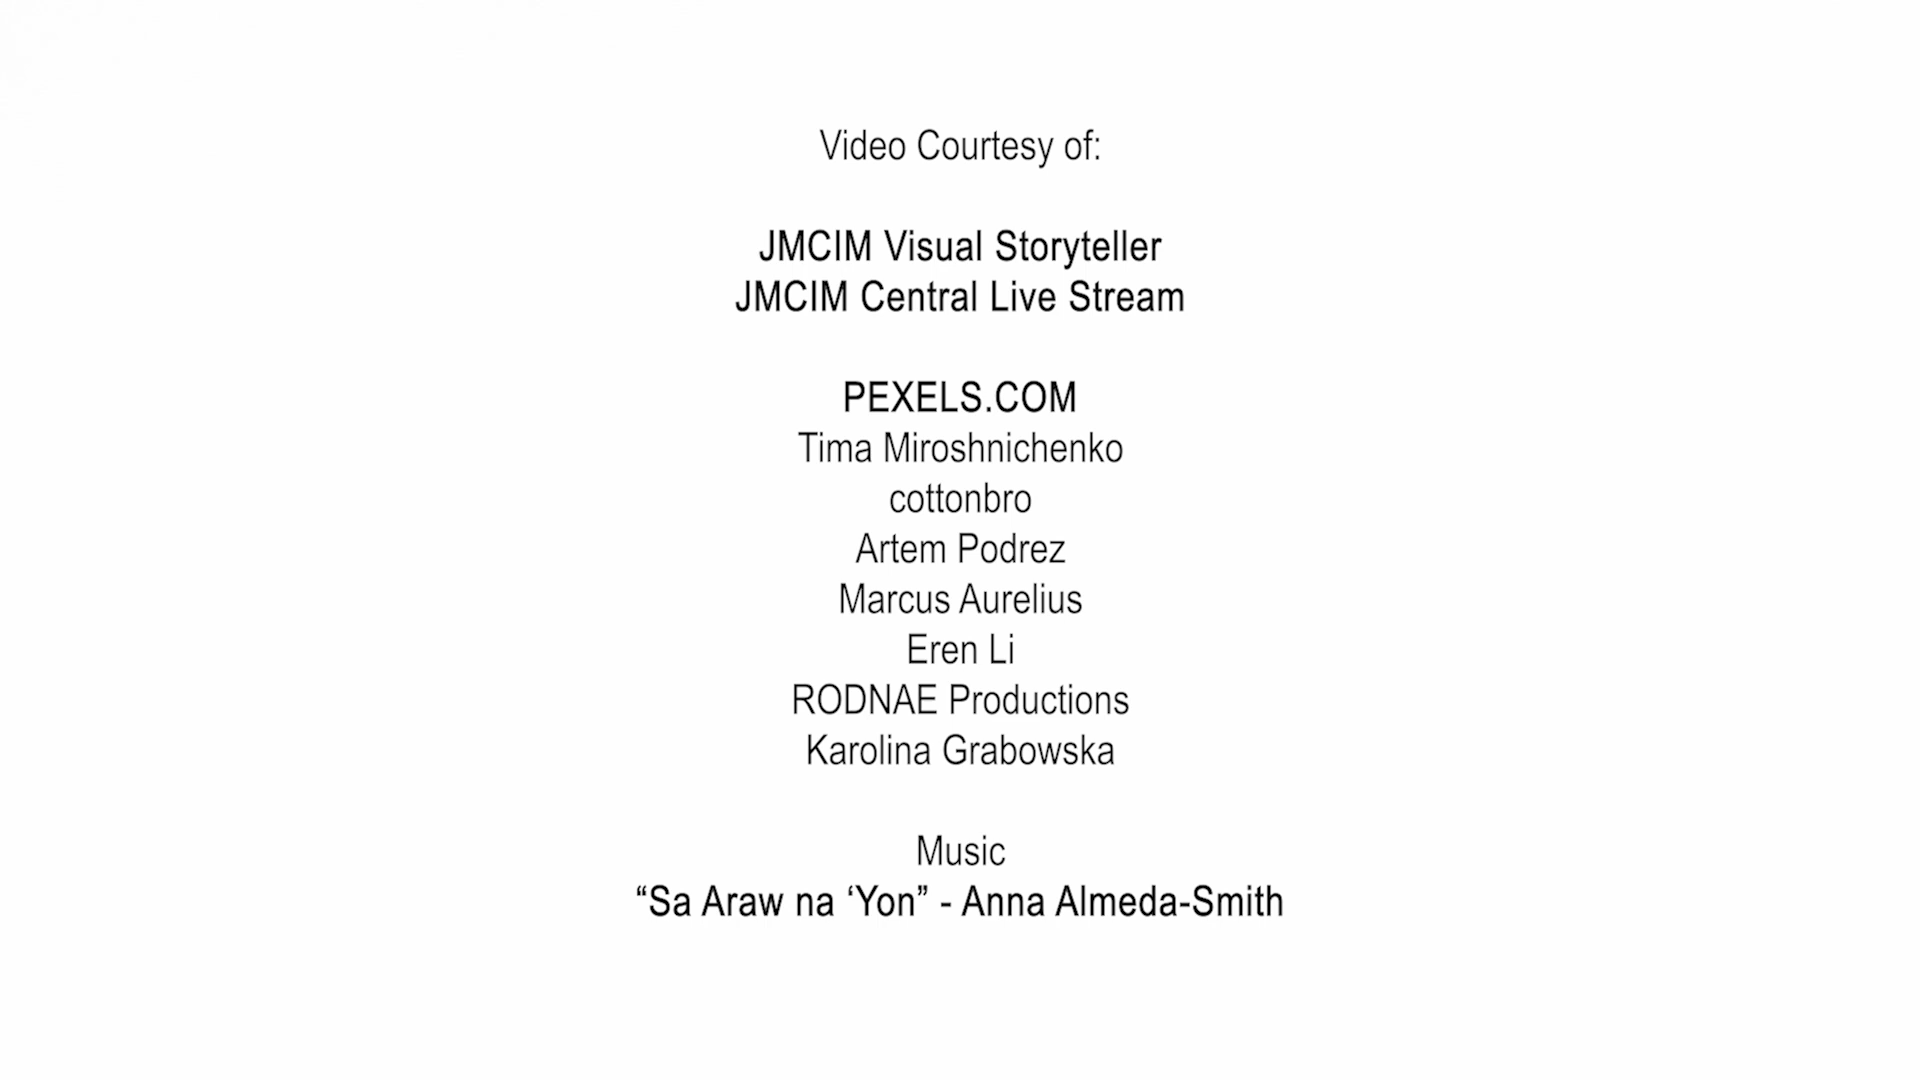 Video Courtesy of:
JMCIM Visual Storyteller
JMCIM Central Live Stream
PEXELS.COM
Tima Miroshnichenko
cottonbro
Artem Podrez
Marcus Aurelius
Eren Li
RODNAE Productions
Karolina Grabowska
Music
“Sa Araw na ‘Yon” - Anna Almeda-Smith